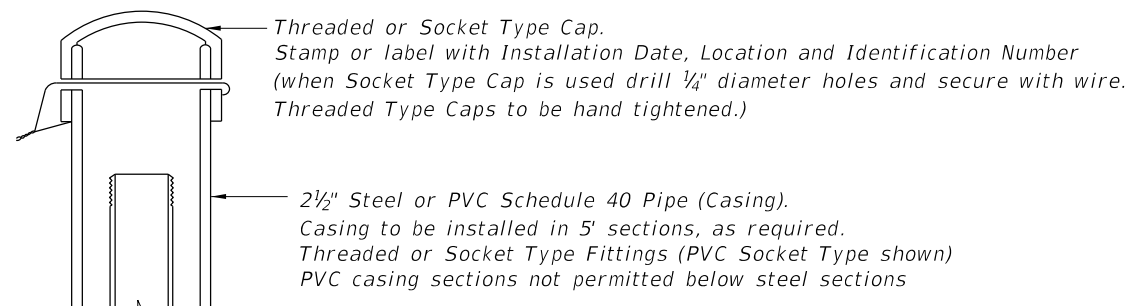 Threaded or Socket Type Cap.
Stamp or label with Installation Date, Location and Identification Number
(when Socket Type Cap is used drill ¼" diameter holes and secure with wire.
Threaded Type Caps to be hand tightened.)
2½" Steel or PVC Schedule 40 Pipe (Casing).
Casing to be installed in 5' sections, as required.
Threaded or Socket Type Fittings (PVC Socket Type shown)
PVC casing sections not permitted below steel sections